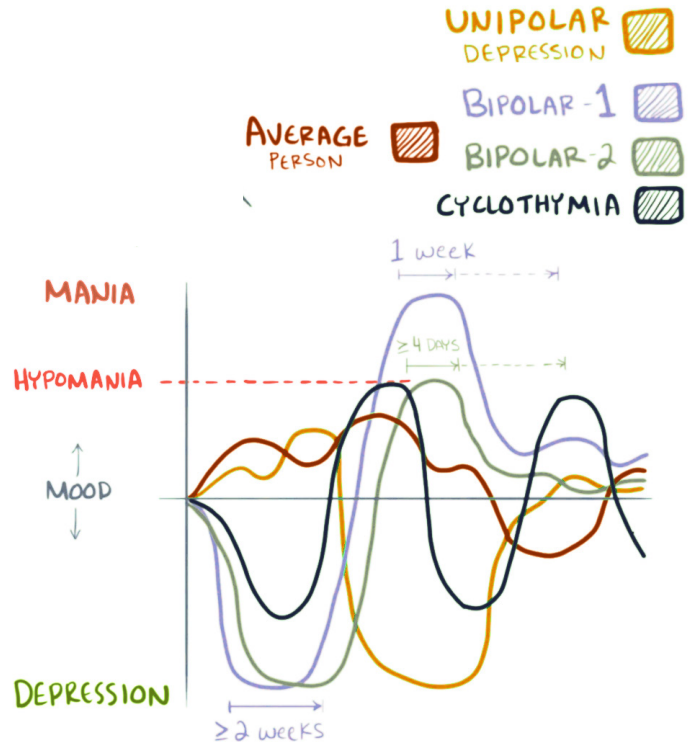 UNIPOLAR
DEPRESSION
BIPOLAR-1
AVERAGE
PERSON
BIPOLAR-2
CYCLOTHYMIA
1 WEEK
MANIA
≥4 DAYS
HYPOMANIA
MOOD
DEPRESSION
≥2 WEEKS